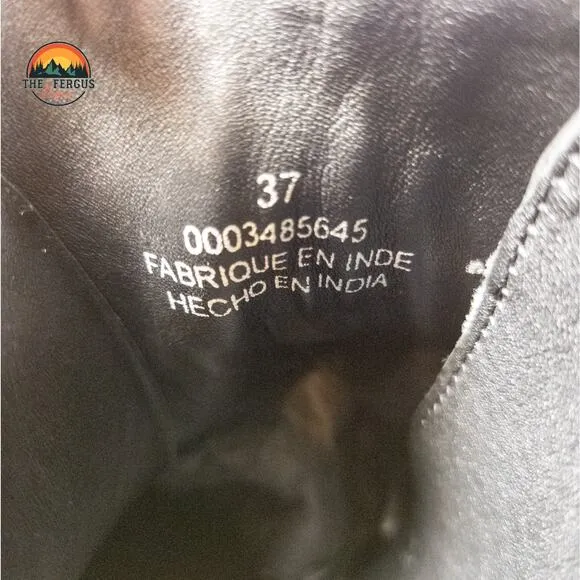 THE FERGUS
37
0003485645
FABRIQUE EN INDE
HECHO EN INDIA